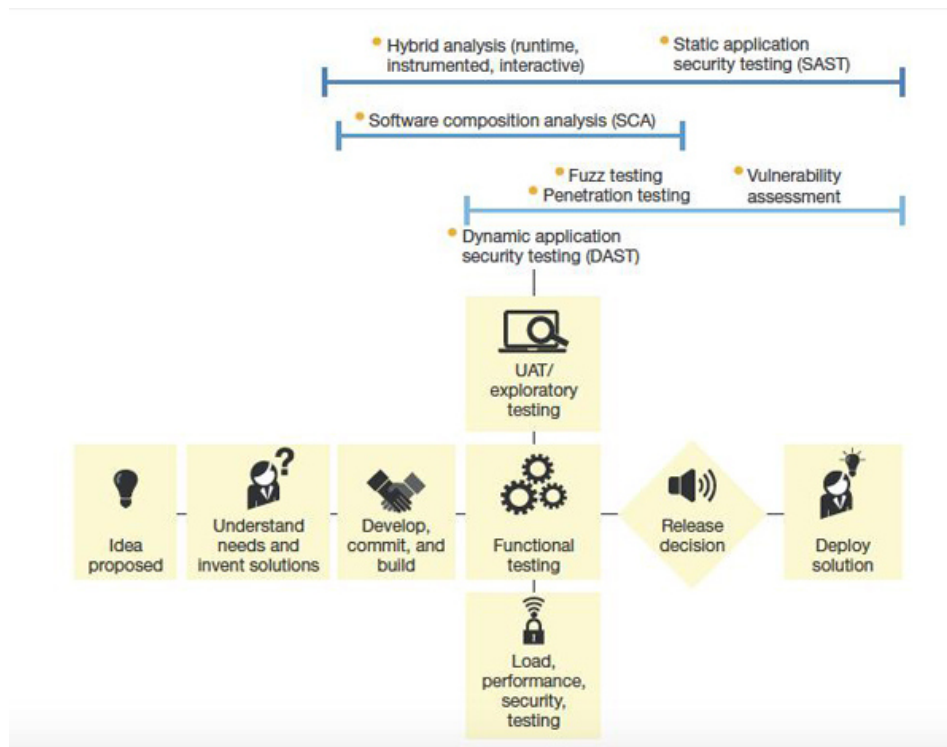 Hybrid analysis (runtime,
instrumented, interactive)
Static application
security testing (SAST)
Software composition analysis (SCA)
Fuzz testing
Penetration testing
Vulnerability
assessment
Dynamic application
security testing (DAST)
UAT/
exploratory
testing
Idea
proposed
Understand
needs and
invent solutions
Develop,
commit, and
build
Functional
testing
Release
decision
Deploy
solution
Load,
performance,
security,
testing